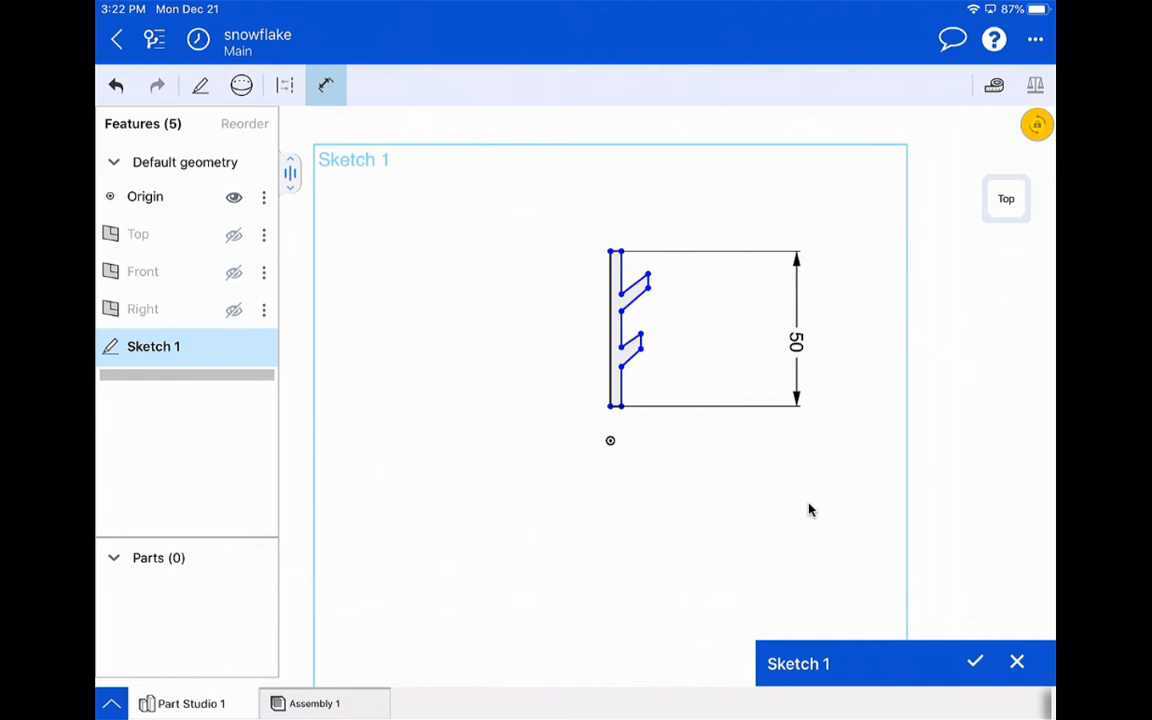 3:22 PM Mon Dec 21
87%
snowflake
Main
Features (5)
Reorder
Default geometry
Origin
Top
Front
Right
Sketch 1
Parts (0)
Sketch 1
Top
50
Sketch 1
Part Studio 1
Assembly 1